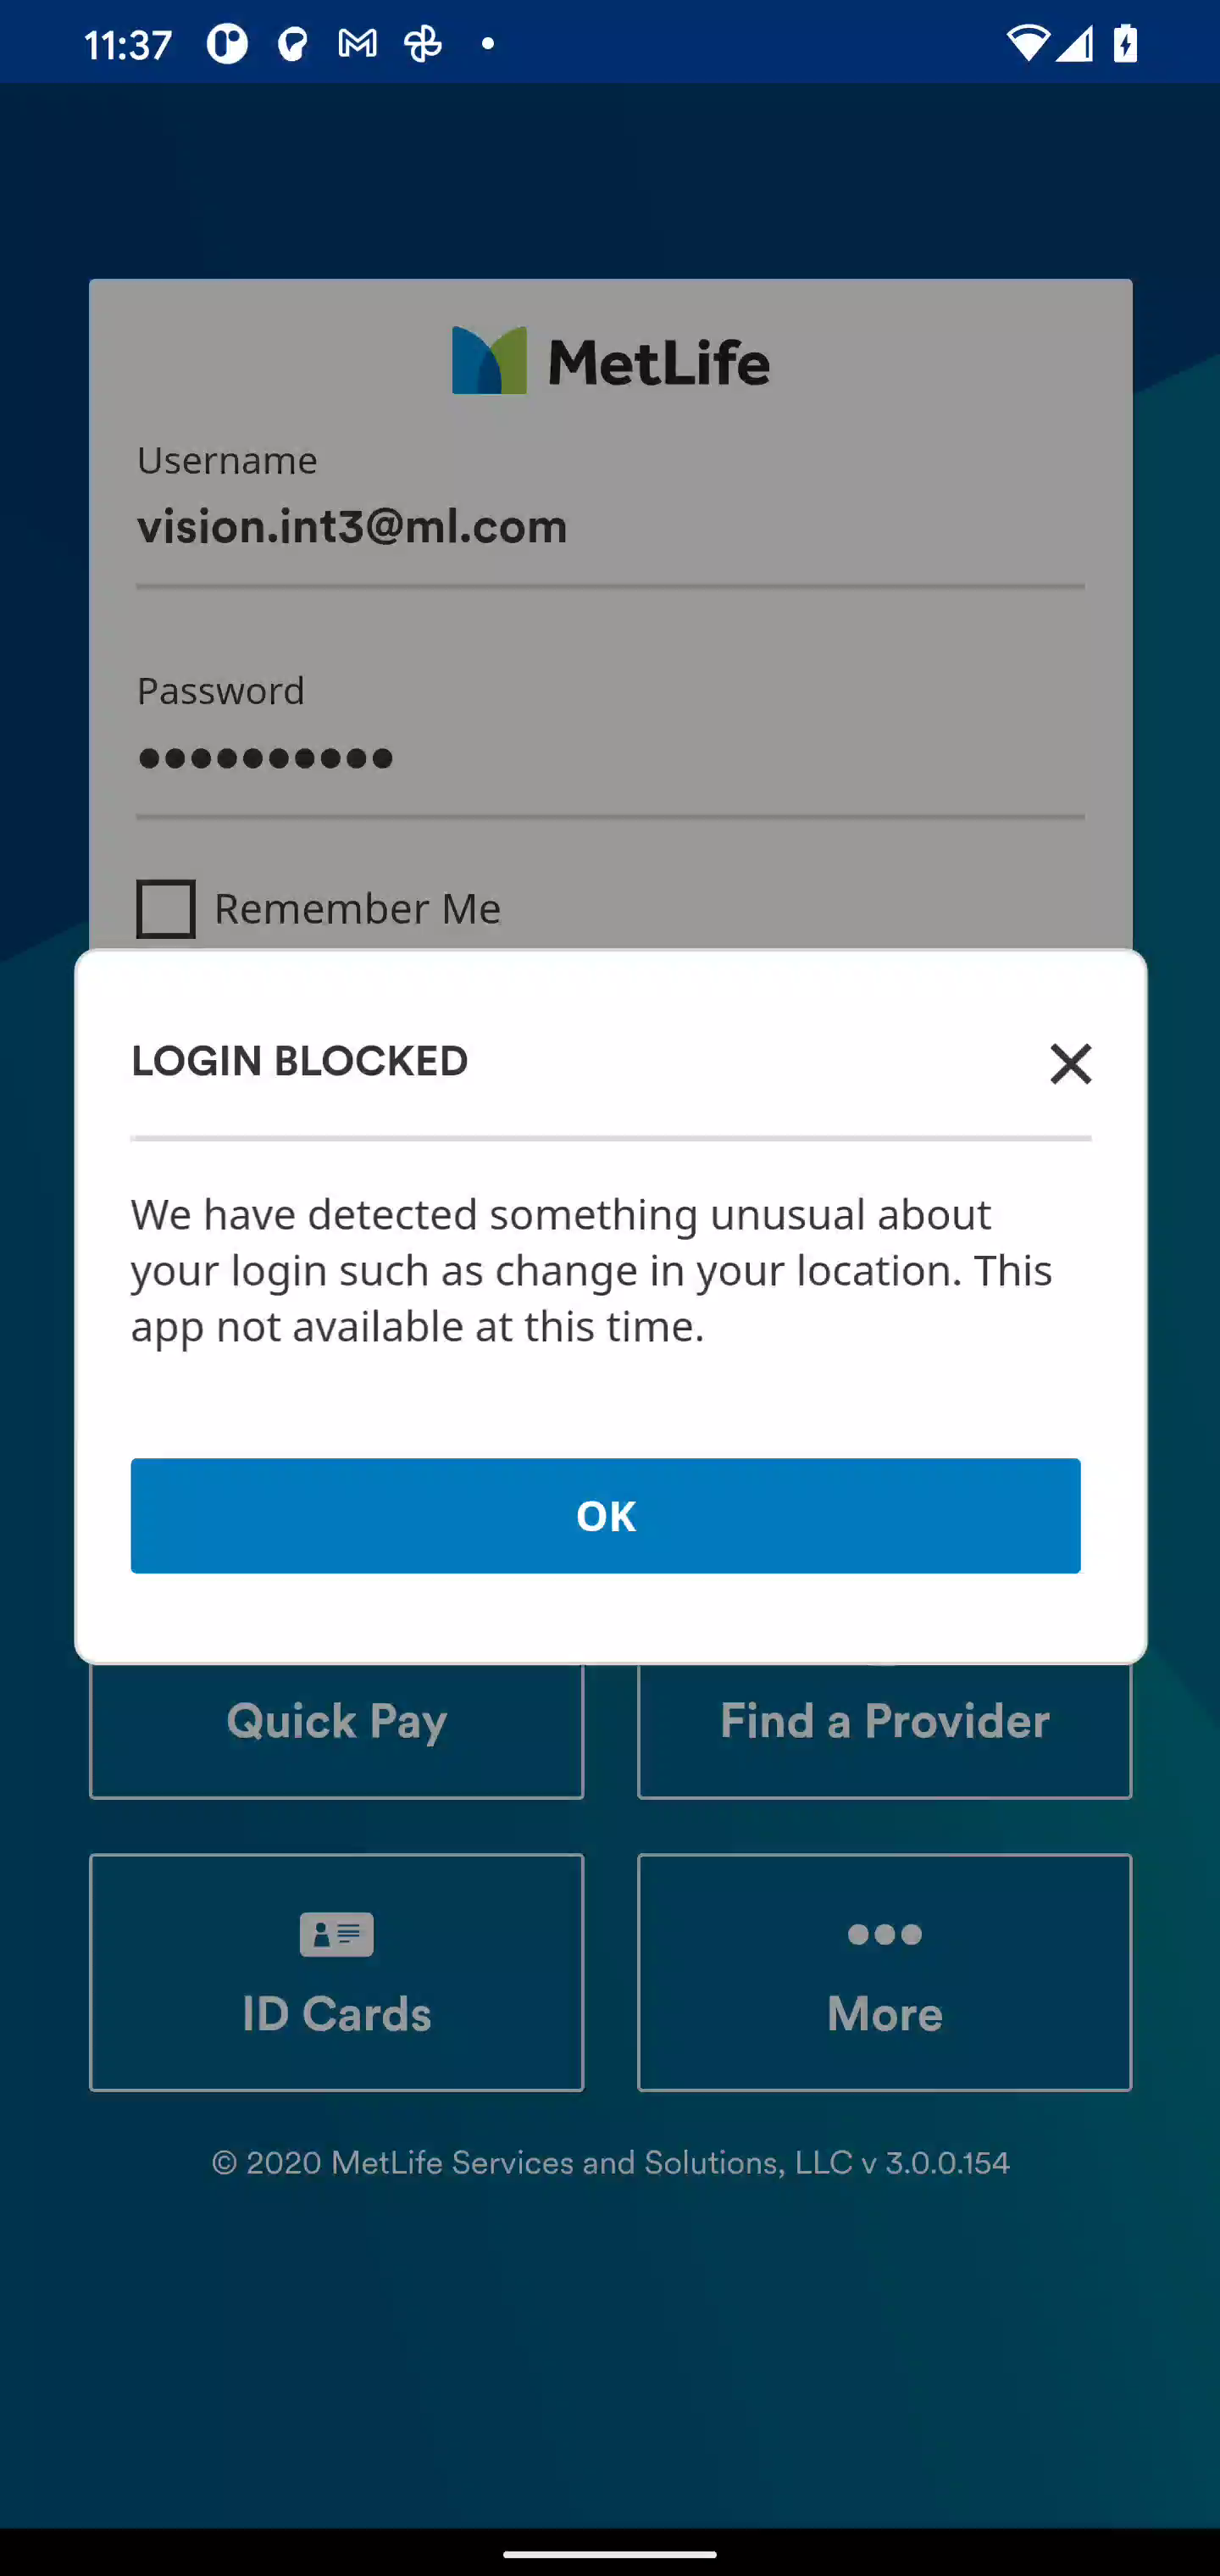 11:37
MetLife
Username
vision.int3@ml.com
Password
Remember Me
LOGIN BLOCKED
We have detected something unusual about
your login such as change in your location. This
app not available at this time.
OK
Quick Pay
Find a Provider
ID Cards
More
© 2020 MetLife Services and Solutions, LLC v 3.0.0.154